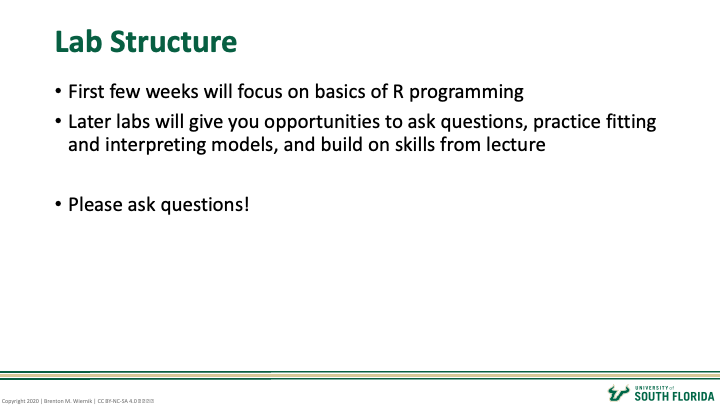 Lab Structure
• First few weeks will focus on basics of R programming
• Later labs will give you opportunities to ask questions, practice fitting
and interpreting models, and build on skills from lecture
• Please ask questions!
Copyright 2020 | Brenton M. Wiernik | CC BY-NC-SA 4.0
UNIVERSITY of
SOUTH FLORIDA